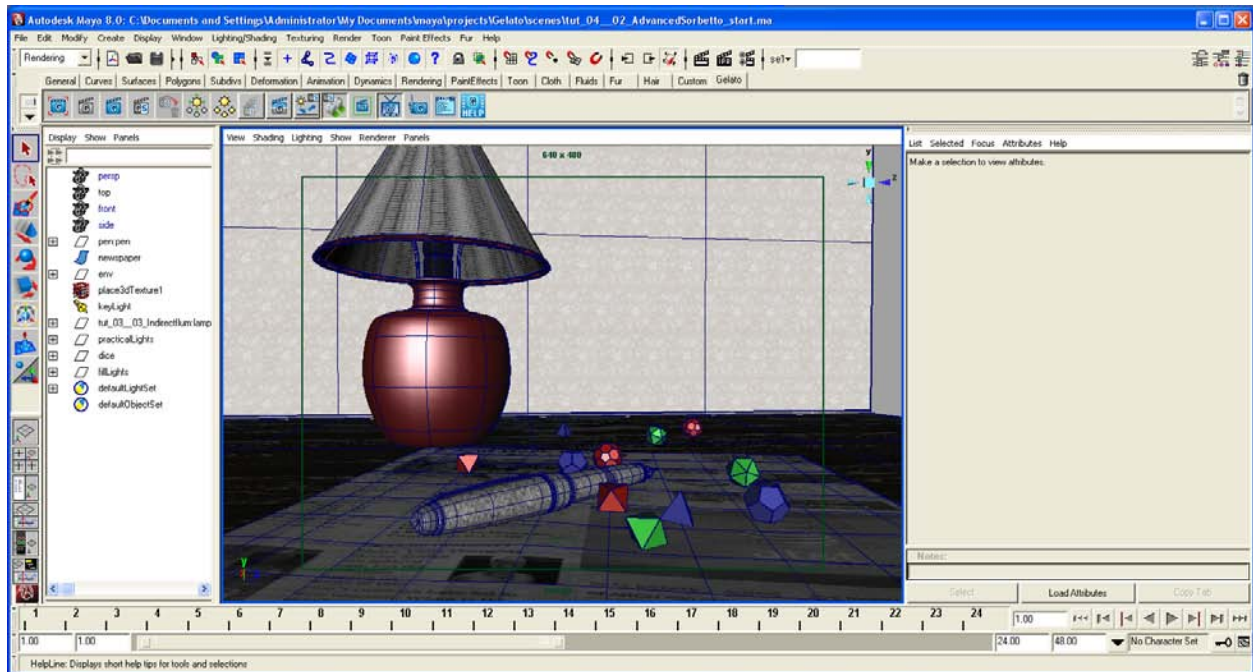 Autodesk Maya 8.0: C:\Documents and Settings\Administrator\My Documents\maya\projects\Gelato\scenes\tut_04__02_AdvancedSorbetto_start.ma
File Edit Modify Create Display Window Lighting/Shading Texturing Render Toon Paint Effects Fur Help
Rendering sel
General Curves Surfaces Polygons Subdivs Deformation Animation Dynamics Rendering PaintEffects Toon Cloth Fluids Fur Hair Custom Gelato
HELP
Display Show Panels
persp
top
front
side
pen:pen
newspaper
env
place3dTexture1
keyLight
tut_03__03_IndirectIllum:lamp
practicalLights
dice
fillLights
defaultLightSet
defaultObjectSet
View Shading Lighting Show Renderer Panels
640 x 480
y
z
y
List Selected Focus Attributes Help
Make a selection to view attributes.
Notes:
Select Load Attributes Copy Tab
1 2 3 4 5 6 7 8 9 10 11 12 13 14 15 16 17 18 19 20 21 22 23 24 1.00
1.00 1.00 24.00 48.00 No Character Set
HelpLine: Displays short help tips for tools and selections